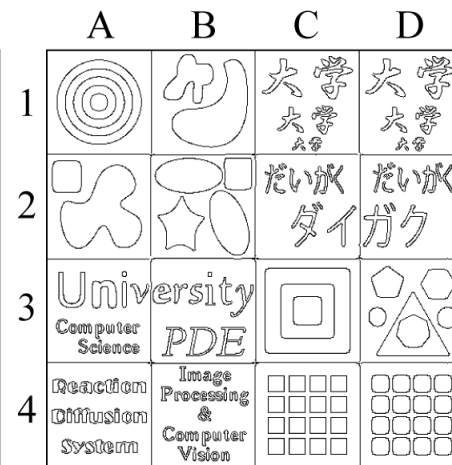 A B C D
1
大学 大学
大学 大学
大学 大学
2
だいがく だいがく
ダイガク
3
University
Computer
Science
PDE
4
Reaction
Diffusion
System
Image
Processing
&
Computer
Vision